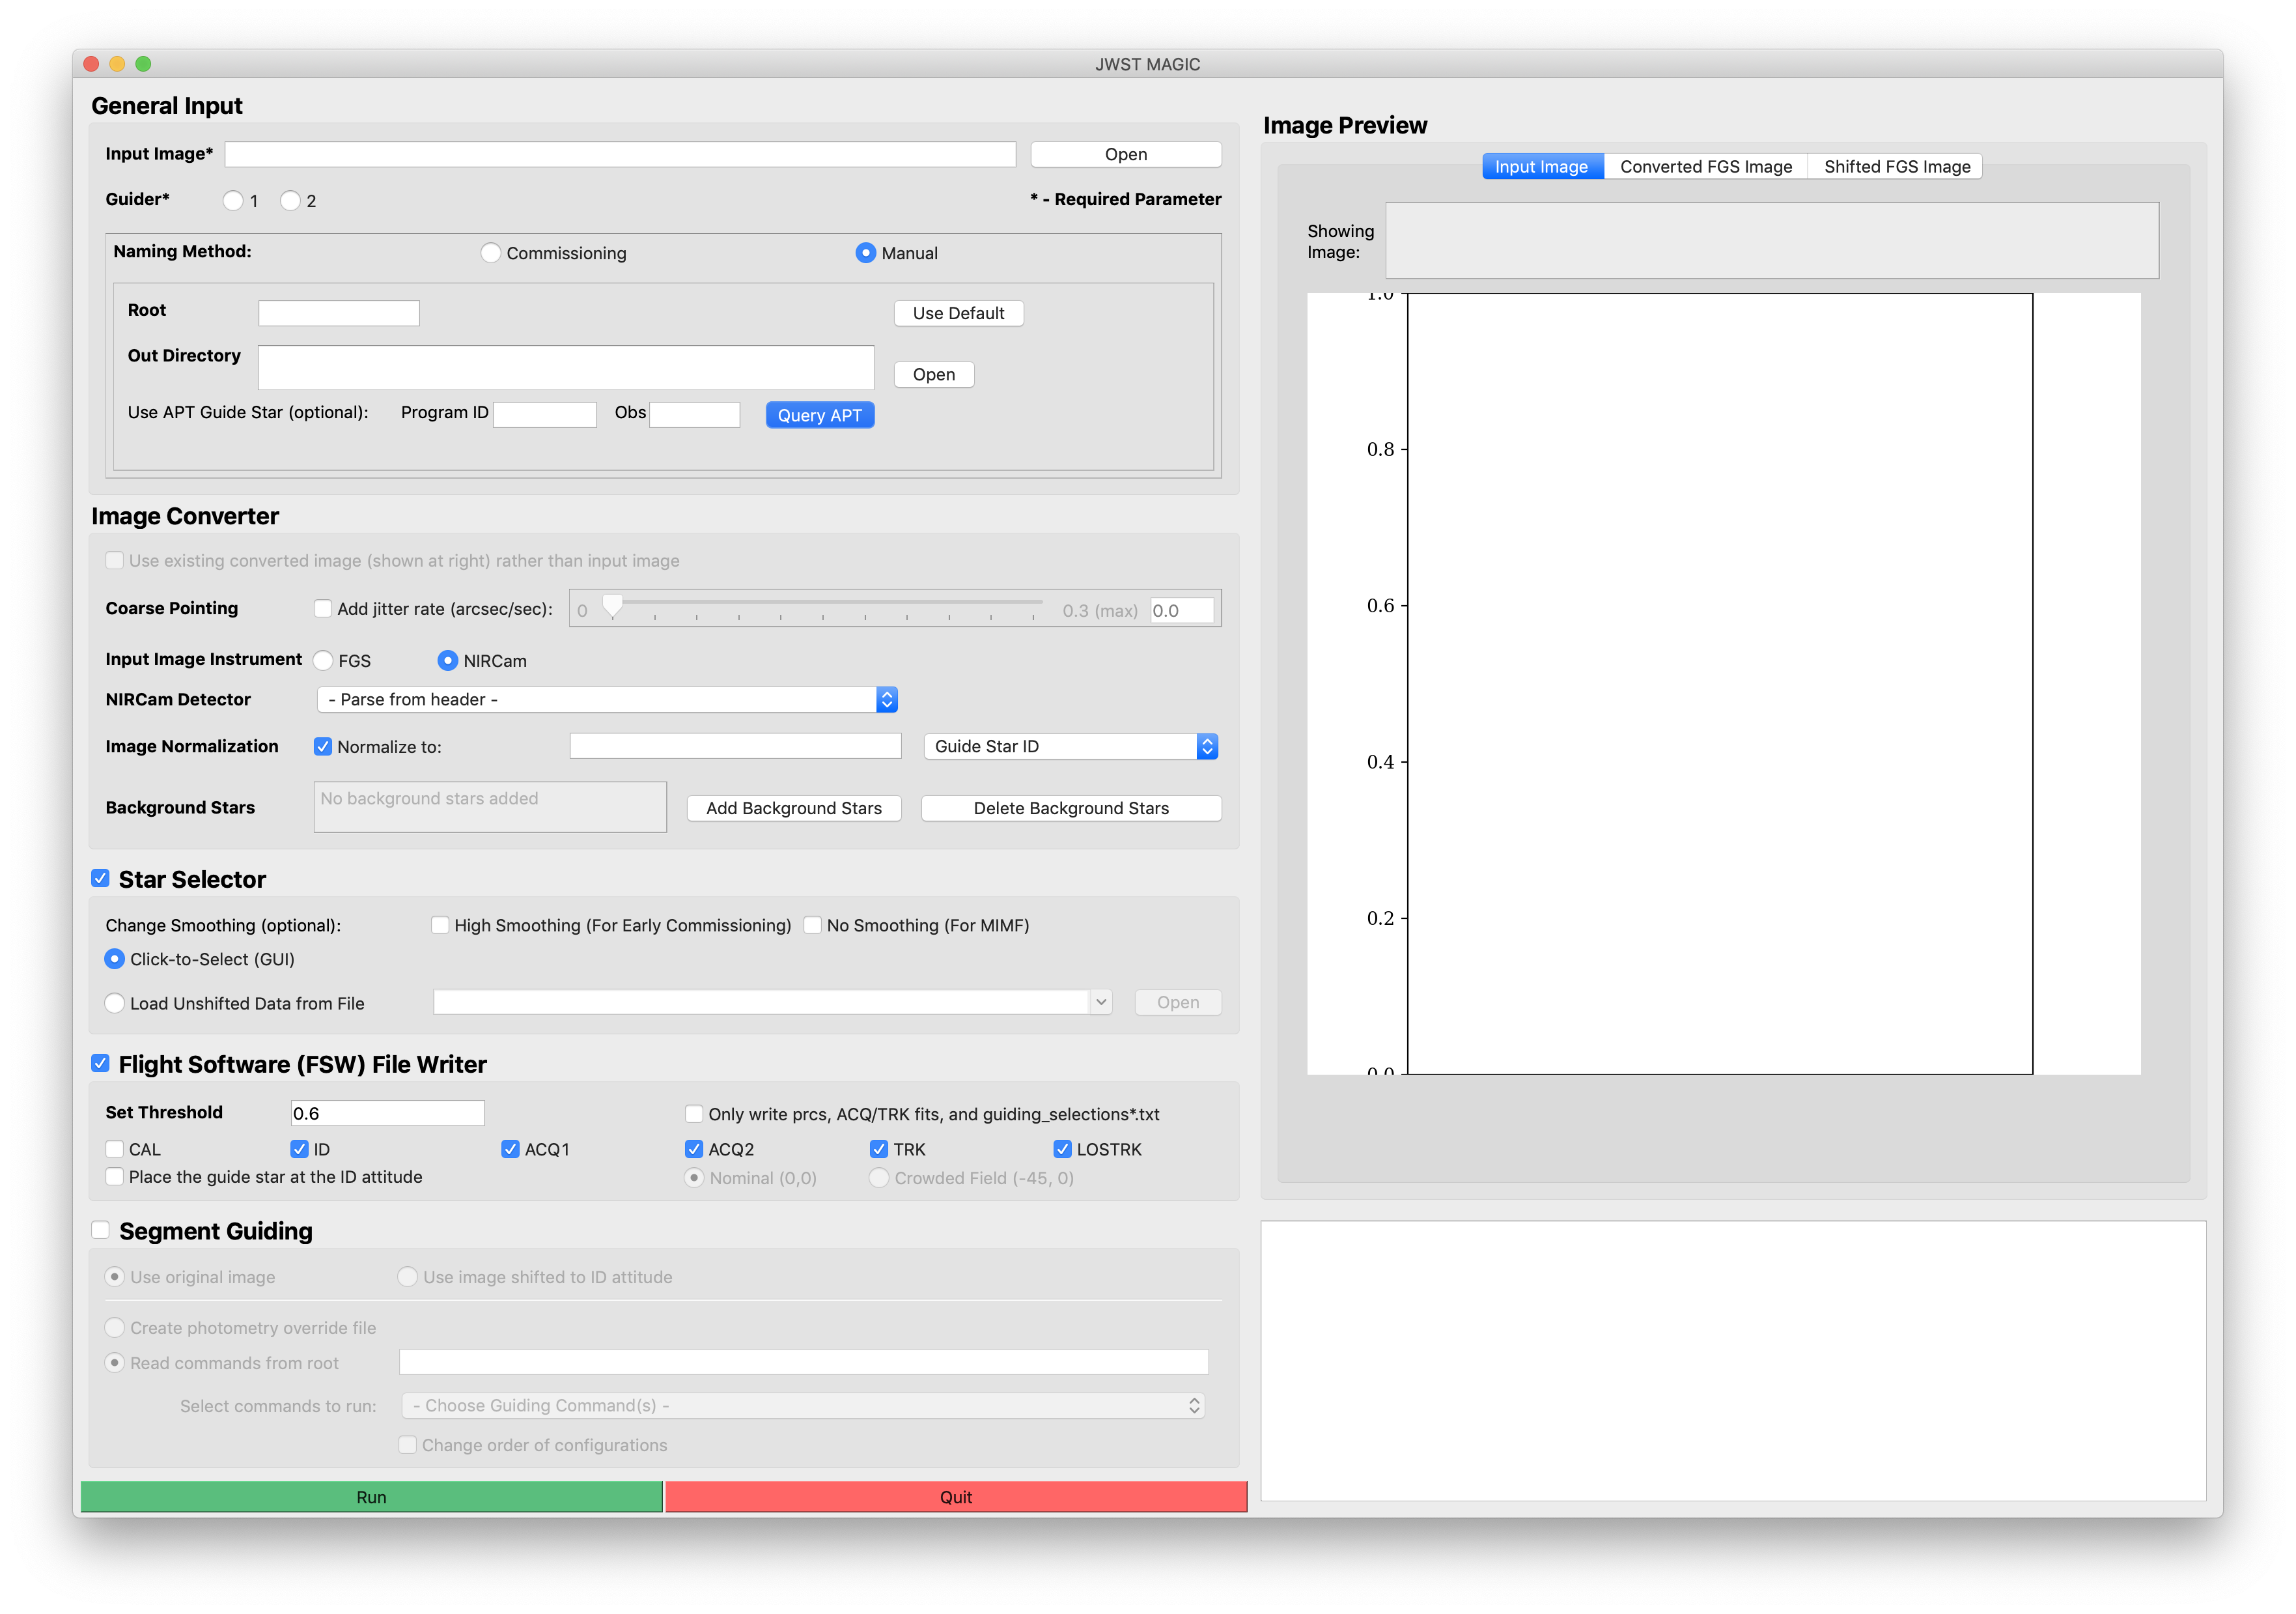 JWST MAGIC
General Input
Input Image* Open
Guider* 1 2 * - Required Parameter
Naming Method: Commissioning Manual
Root Use Default
Out Directory Open
Use APT Guide Star (optional): Program ID Obs Query APT
Image Converter
Use existing converted image (shown at right) rather than input image
Coarse Pointing Add jitter rate (arcsec/sec): 0 0.3 (max) 0.0
Input Image Instrument FGS NIRCam
NIRCam Detector - Parse from header -
Image Normalization Normalize to: Guide Star ID
Background Stars No background stars added Add Background Stars Delete Background Stars
Star Selector
Change Smoothing (optional): High Smoothing (For Early Commissioning) No Smoothing (For MIMF)
Click-to-Select (GUI)
Load Unshifted Data from File Open
Flight Software (FSW) File Writer
Set Threshold 0.6 Only write prcs, ACQ/TRK fits, and guiding_selections*.txt
CAL ID ACQ1 ACQ2 TRK LOSTRK
Place the guide star at the ID attitude Nominal (0,0) Crowded Field (-45, 0)
Segment Guiding
Use original image Use image shifted to ID attitude
Create photometry override file
Read commands from root
Select commands to run: - Choose Guiding Command(s) -
Change order of configurations
Run Quit
Image Preview
Input Image Converted FGS Image Shifted FGS Image
Showing
Image:
1.0
0.8
0.6
0.4
0.2
0.0